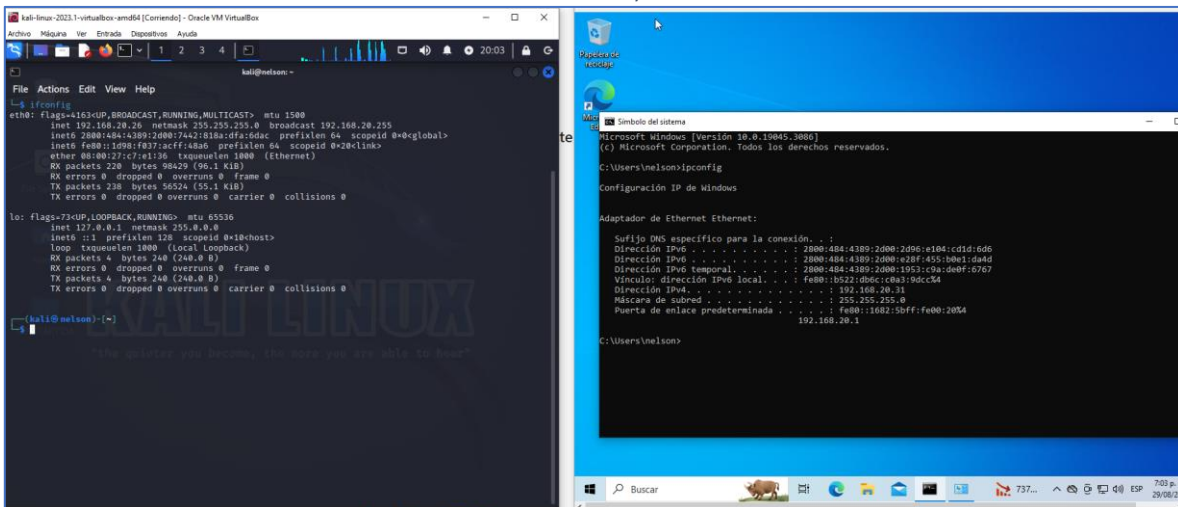 kali-linux-2023.1-virtualbox-amd64 [Corriendo] - Oracle VM VirtualBox
Archivo Máquina Ver Entrada Dispositivos Ayuda
1 2 3 4
20:03
kali@nelson: ~
File Actions Edit View Help
└─$ ifconfig
eth0: flags=4163<UP,BROADCAST,RUNNING,MULTICAST> mtu 1500
inet 192.168.20.26 netmask 255.255.255.0 broadcast 192.168.20.255
inet6 2800:484:4389:2d00:7442:818a:dfa:6dac prefixlen 64 scopeid 0×0<global>
inet6 fe80::1d98:f037:acff:48a6 prefixlen 64 scopeid 0×20<link>
ether 08:00:27:c7:e1:36 txqueuelen 1000 (Ethernet)
RX packets 220 bytes 98429 (96.1 KiB)
RX errors 0 dropped 0 overruns 0 frame 0
TX packets 238 bytes 56524 (55.1 KiB)
TX errors 0 dropped 0 overruns 0 carrier 0 collisions 0
lo: flags=73<UP,LOOPBACK,RUNNING> mtu 65536
inet 127.0.0.1 netmask 255.0.0.0
inet6 ::1 prefixlen 128 scopeid 0×10<host>
loop txqueuelen 1000 (Local Loopback)
RX packets 4 bytes 240 (240.0 B)
RX errors 0 dropped 0 overruns 0 frame 0
TX packets 4 bytes 240 (240.0 B)
TX errors 0 dropped 0 overruns 0 carrier 0 collisions 0
┌──(kali㉿nelson)-[~]
└─$
KALI LINUX
"the quieter you become, the more you are able to hear"
te
Papelera de
reciclaje
Símbolo del sistema
Microsoft Windows [Versión 10.0.19045.3086]
(c) Microsoft Corporation. Todos los derechos reservados.
C:\Users\nelson>ipconfig
Configuración IP de Windows
Adaptador de Ethernet Ethernet:
Sufijo DNS específico para la conexión. . :
Dirección IPv6 . . . . . . . . . . : 2800:484:4389:2d00:2d96:e104:cd1d:6d6
Dirección IPv6 . . . . . . . . . . : 2800:484:4389:2d00:e28f:455:b0e1:da4d
Dirección IPv6 temporal. . . . . . : 2800:484:4389:2d00:1953:c9a:de0f:6767
Vínculo: dirección IPv6 local. . . : fe80::b522:db6c:c0a3:9dcc%4
Dirección IPv4. . . . . . . . . . . . . . : 192.168.20.31
Máscara de subred . . . . . . . . . . . . : 255.255.255.0
Puerta de enlace predeterminada . . . . . : fe80::1682:5bff:fe00:20%4
192.168.20.1
C:\Users\nelson>
Buscar
737...
ESP
7:03 p.
29/08/2